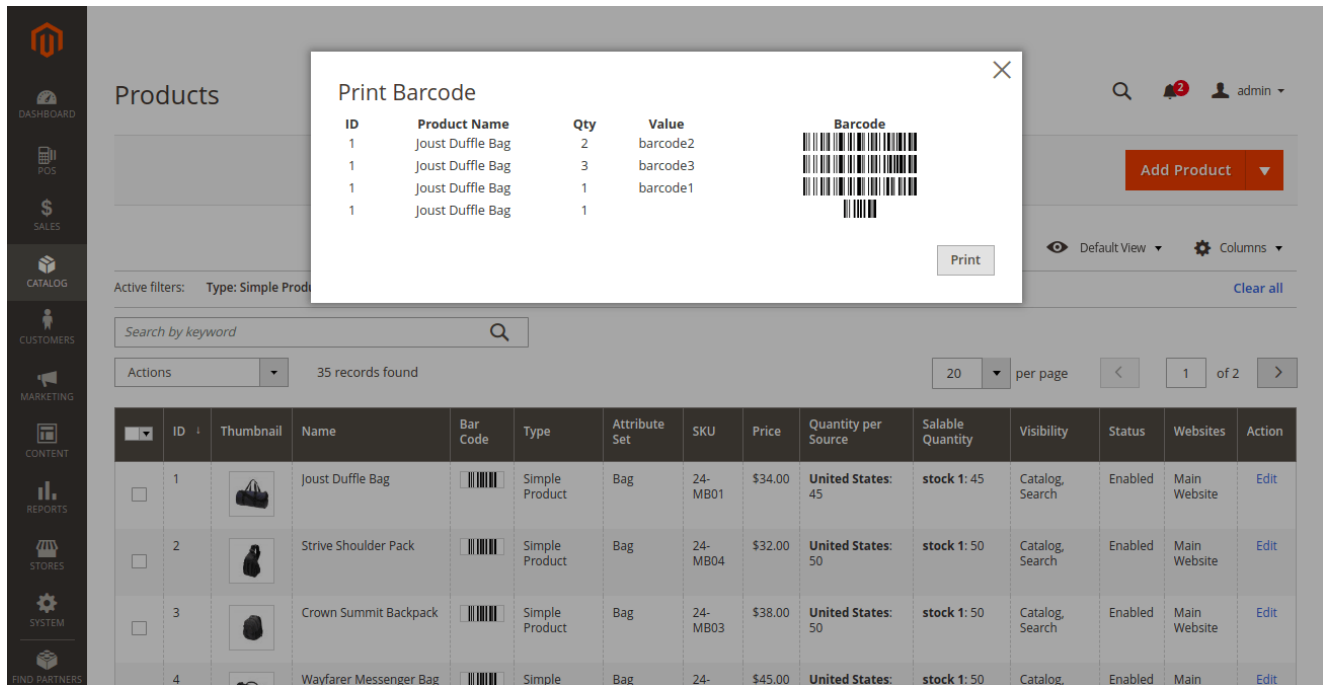 DASHBOARD
POS
SALES
CATALOG
CUSTOMERS
MARKETING
CONTENT
REPORTS
STORES
SYSTEM
FIND PARTNERS
Products
2
admin
Print Barcode
ID Product Name Qty Value Barcode
1 Joust Duffle Bag 2 barcode2
1 Joust Duffle Bag 3 barcode3
1 Joust Duffle Bag 1 barcode1
1 Joust Duffle Bag 1
Print
Add Product
Default View Columns
Active filters: Type: Simple Produ
Clear all
Search by keyword
Actions 35 records found 20 per page 1 of 2
ID Thumbnail Name Bar Code Type Attribute Set SKU Price Quantity per Source Salable Quantity Visibility Status Websites Action
1 Joust Duffle Bag Simple Product Bag 24-MB01 $34.00 United States: 45 stock 1: 45 Catalog, Search Enabled Main Website Edit
2 Strive Shoulder Pack Simple Product Bag 24-MB04 $32.00 United States: 50 stock 1: 50 Catalog, Search Enabled Main Website Edit
3 Crown Summit Backpack Simple Product Bag 24-MB03 $38.00 United States: 50 stock 1: 50 Catalog, Search Enabled Main Website Edit
4 Wayfarer Messenger Bag Simple Bag 24- $45.00 United States: stock 1: 50 Catalog, Enabled Main Edit